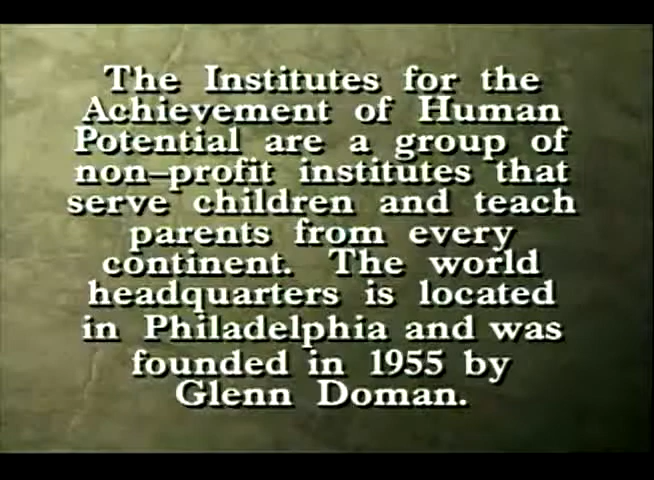 The Institutes for the
Achievement of Human
Potential are a group of
non–profit institutes that
serve children and teach
parents from every
continent. The world
headquarters is located
in Philadelphia and was
founded in 1955 by
Glenn Doman.